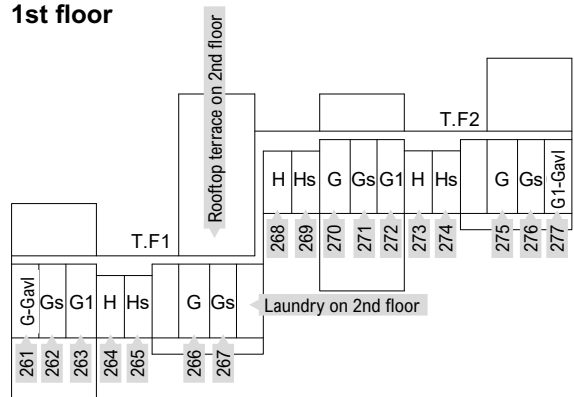 1st floor
Rooftop terrace on 2nd floor
T.F2
H Hs G Gs G1 H Hs G Gs G1-Gavl
268 269 270 271 272 273 274 275 276 277
T.F1
G-Gavl Gs G1 H Hs G Gs
Laundry on 2nd floor
261 262 263 264 265 266 267